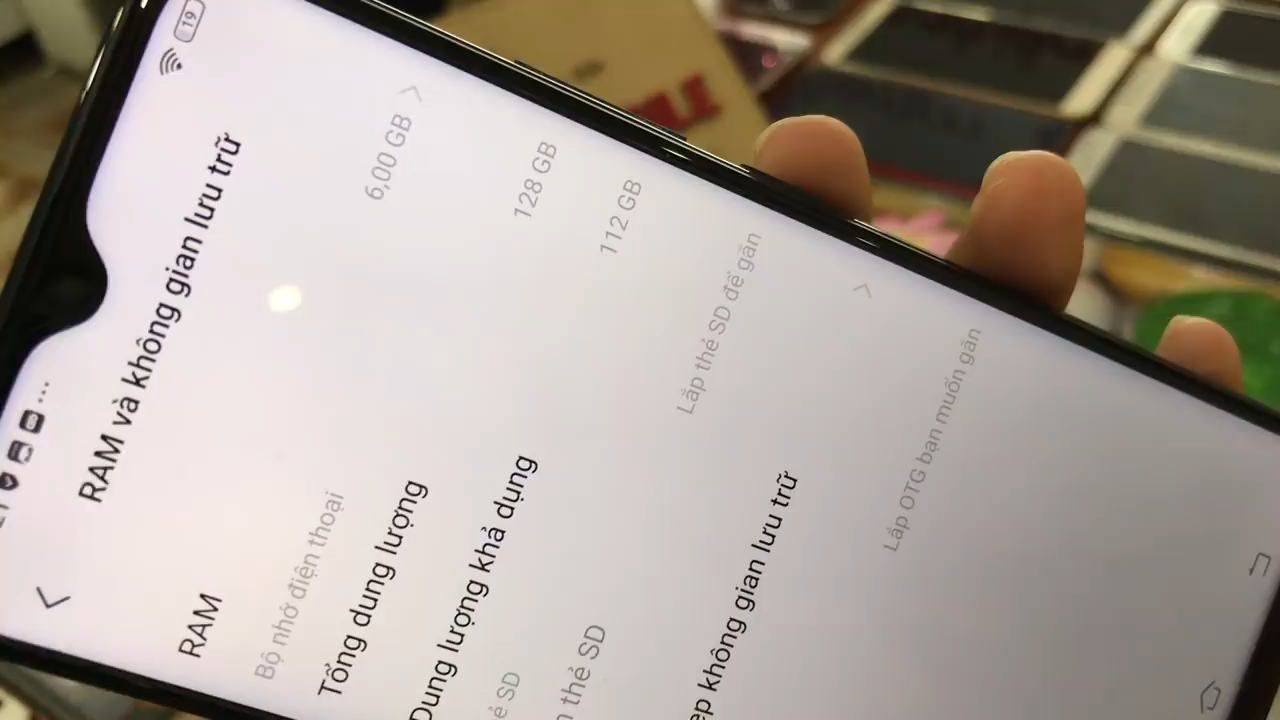 19
RAM và không gian lưu trữ
RAM 6,00 GB
Bộ nhớ điện thoại
Tổng dung lượng 128 GB
Dung lượng khả dụng 112 GB
SD
thẻ SD Lắp thẻ SD để gắn
không gian lưu trữ
Lắp OTG bạn muốn gắn